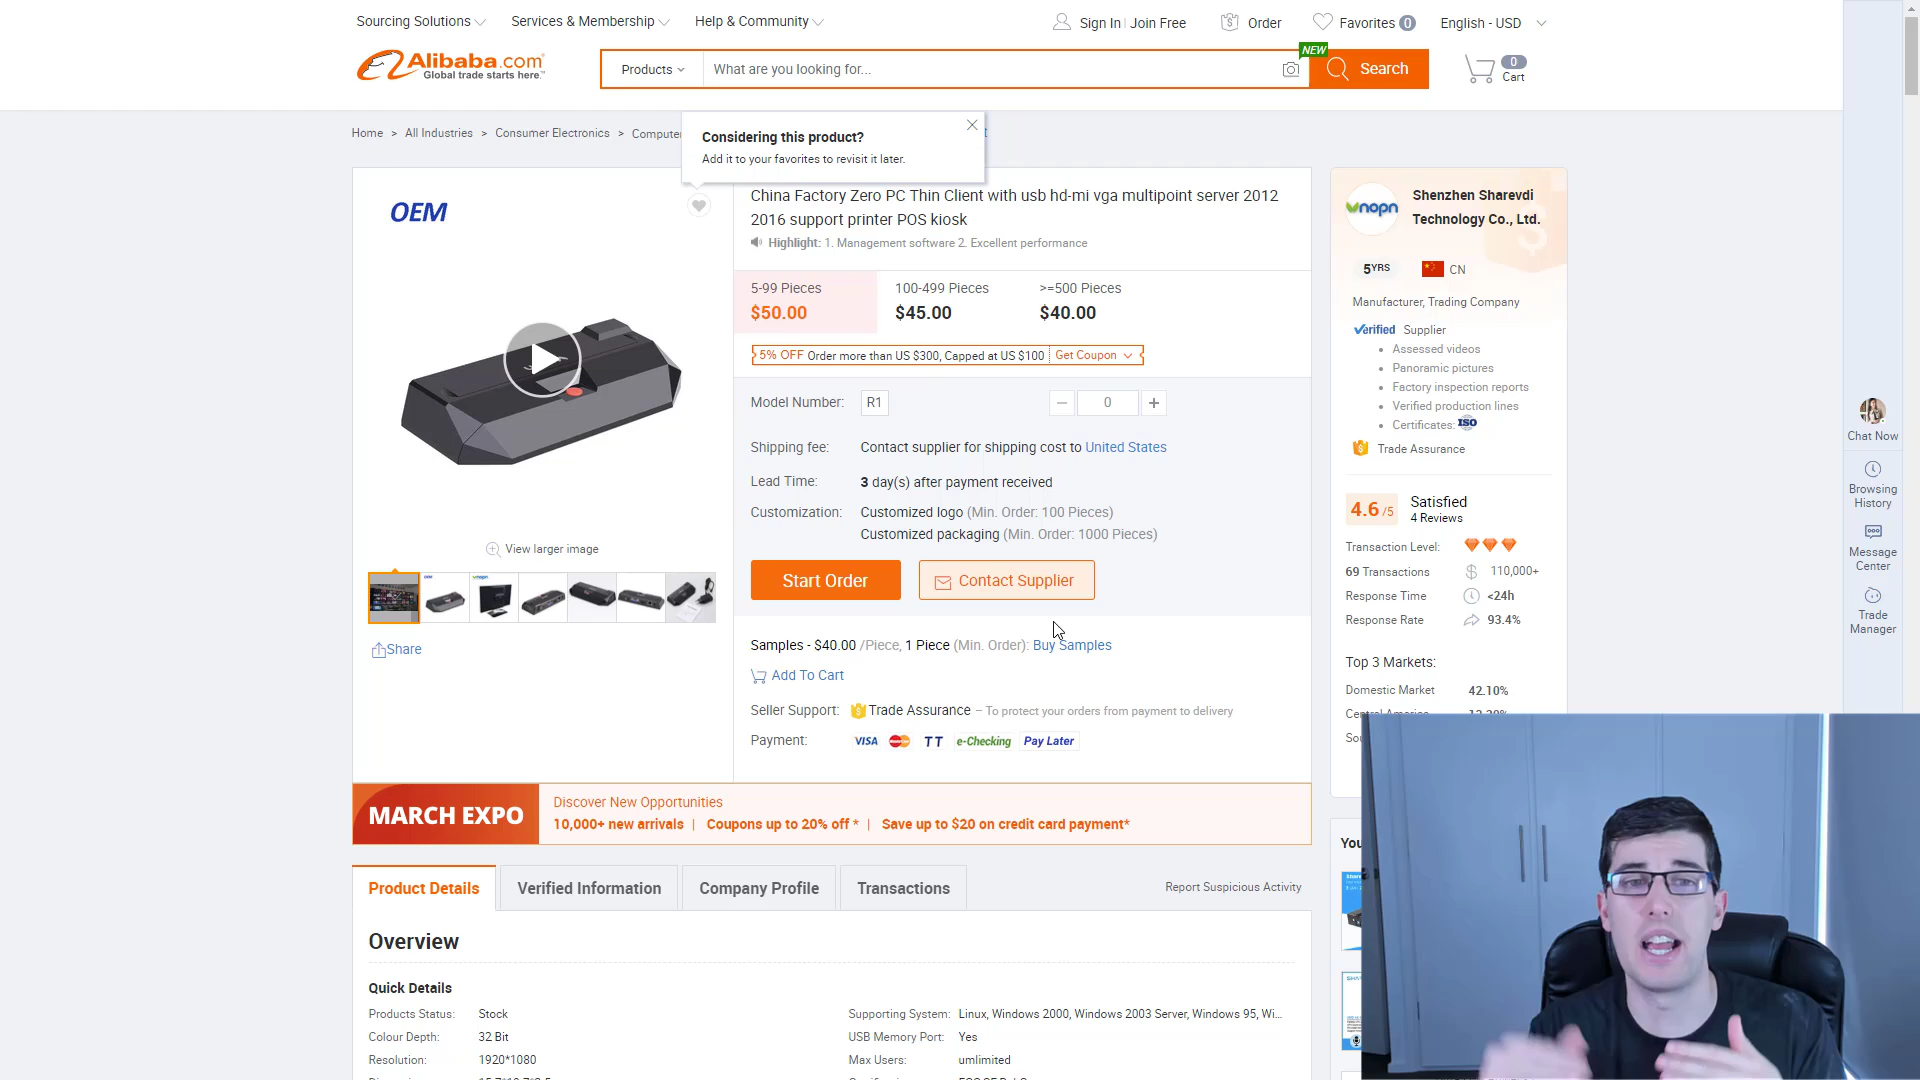 Sourcing Solutions
Services & Membership
Help & Community
Sign In
Join Free
Order
Favorites 0
English - USD
Alibaba.com
Global trade starts here.™
Products
What are you looking for...
NEW
Search
0
Cart
Home > All Industries > Consumer Electronics >
Considering this product?
Add it to your favorites to revisit it later.
OEM
China Factory Zero PC Thin Client with usb hd-mi vga multipoint server 2012
2016 support printer POS kiosk
Highlight: 1. Management software 2. Excellent performance
5-99 Pieces
$50.00
100-499 Pieces
$45.00
>=500 Pieces
$40.00
5% OFF Order more than US $300, Capped at US $100 Get Coupon
Model Number: R1
− 0 +
Shipping fee: Contact supplier for shipping cost to United States
Lead Time: 3 day(s) after payment received
Customization: Customized logo (Min. Order: 100 Pieces)
Customized packaging (Min. Order: 1000 Pieces)
View larger image
Start Order
Contact Supplier
Samples - $40.00 /Piece, 1 Piece (Min. Order): Buy Samples
Share
Add To Cart
Seller Support: Trade Assurance – To protect your orders from payment to delivery
Payment: VISA TT e-Checking Pay Later
vnopn
Shenzhen Sharevdi
Technology Co., Ltd.
5YRS
CN
Manufacturer, Trading Company
Verified Supplier
Assessed videos
Panoramic pictures
Factory inspection reports
Verified production lines
Certificates: ISO
Trade Assurance
4.6 /5
Satisfied
4 Reviews
Transaction Level:
69 Transactions 110,000+
Response Time <24h
Response Rate 93.4%
Top 3 Markets:
Domestic Market 42.10%
Chat Now
Browsing
History
Message
Center
Trade
Manager
MARCH EXPO
Discover New Opportunities
10,000+ new arrivals | Coupons up to 20% off * | Save up to $20 on credit card payment*
Product Details
Verified Information
Company Profile
Transactions
Report Suspicious Activity
Overview
Quick Details
Products Status: Stock
Supporting System: Linux, Windows 2000, Windows 2003 Server, Windows 95, Wi...
Colour Depth: 32 Bit
USB Memory Port: Yes
Resolution: 1920*1080
Max Users: umlimited